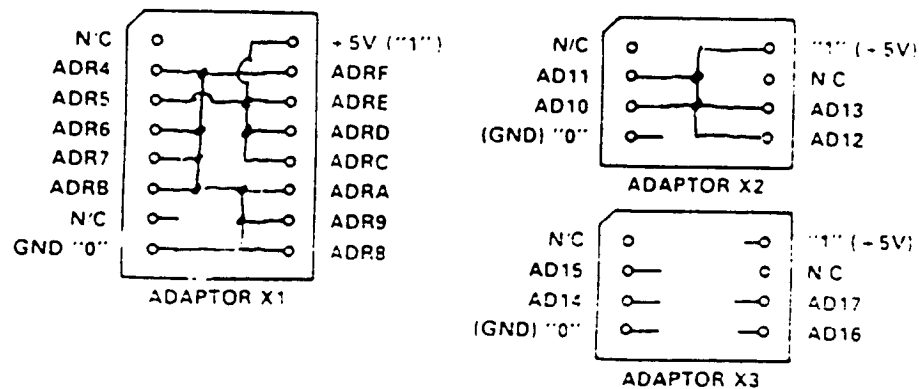 N/C
ADR4
ADR5
ADR6
ADR7
ADRB
N/C
GND "0"
+5V ("1")
ADRF
ADRE
ADRD
ADRC
ADRA
ADR9
ADR8
ADAPTOR X1
N/C
AD11
AD10
(GND) "0"
"1" (+5V)
N C
AD13
AD12
ADAPTOR X2
N/C
AD15
AD14
(GND) "0"
"1" (+5V)
N C
AD17
AD16
ADAPTOR X3